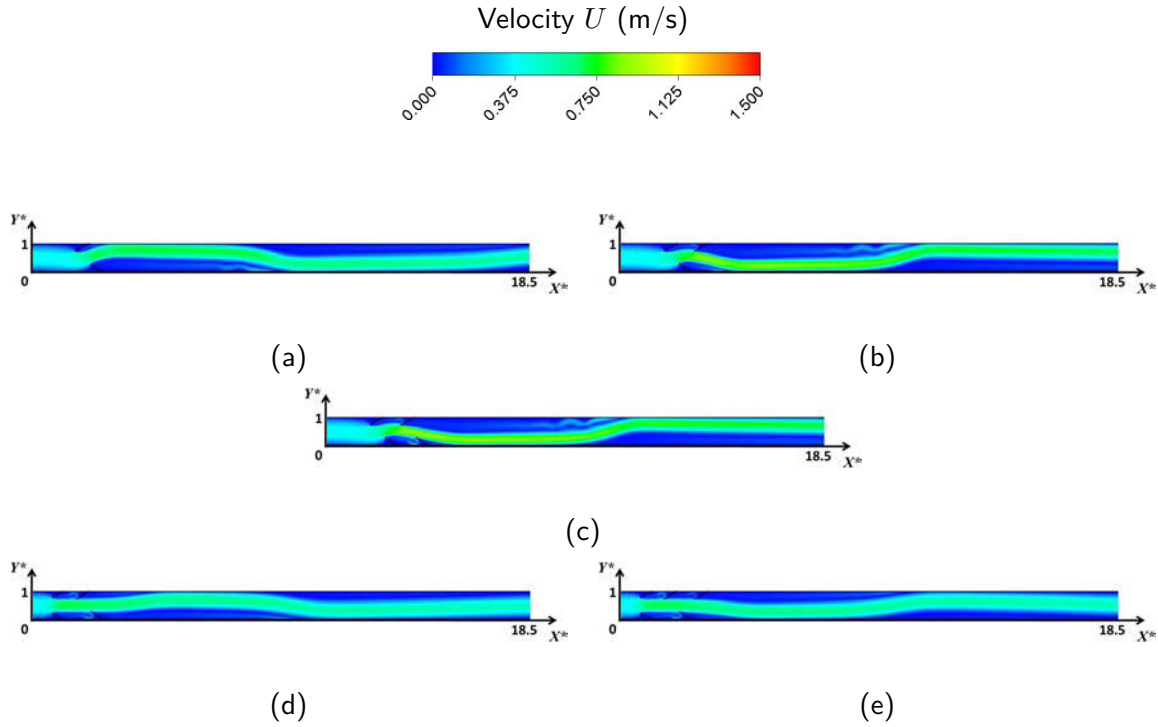 Velocity U (m/s)
0.000 0.375 0.750 1.125 1.500
Y* Y*
1 1
0 18.5 X* 0 18.5 X*
(a) (b)
Y*
1
0 18.5 X*
(c)
Y* Y*
1 1
0 18.5 X* 0 18.5 X*
(d) (e)